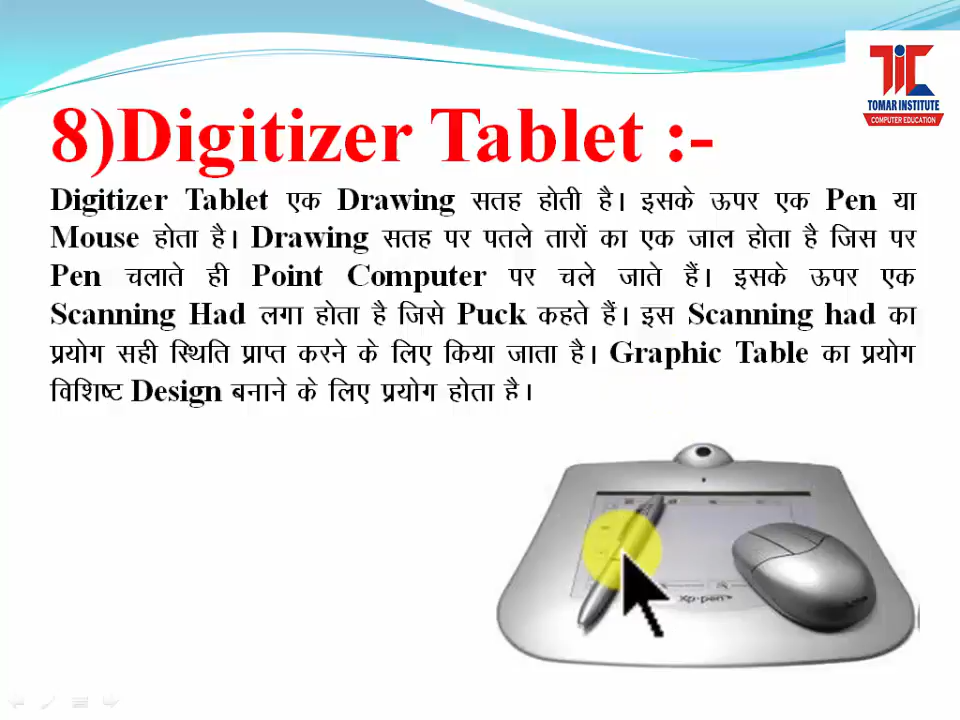 TIC
TOMAR INSTITUTE
COMPUTER EDUCATION
8)Digitizer Tablet :-
Digitizer Tablet एक Drawing सतह होती है। इसके ऊपर एक Pen या
Mouse होता है। Drawing सतह पर पतले तारों का एक जाल होता है जिस पर
Pen चलाते ही Point Computer पर चले जाते हैं। इसके ऊपर एक
Scanning Had लगा होता है जिसे Puck कहते हैं। इस Scanning had का
प्रयोग सही स्थिति प्राप्त करने के लिए किया जाता है। Graphic Table का प्रयोग
विशिष्ट Design बनाने के लिए प्रयोग होता है।
xp-pen